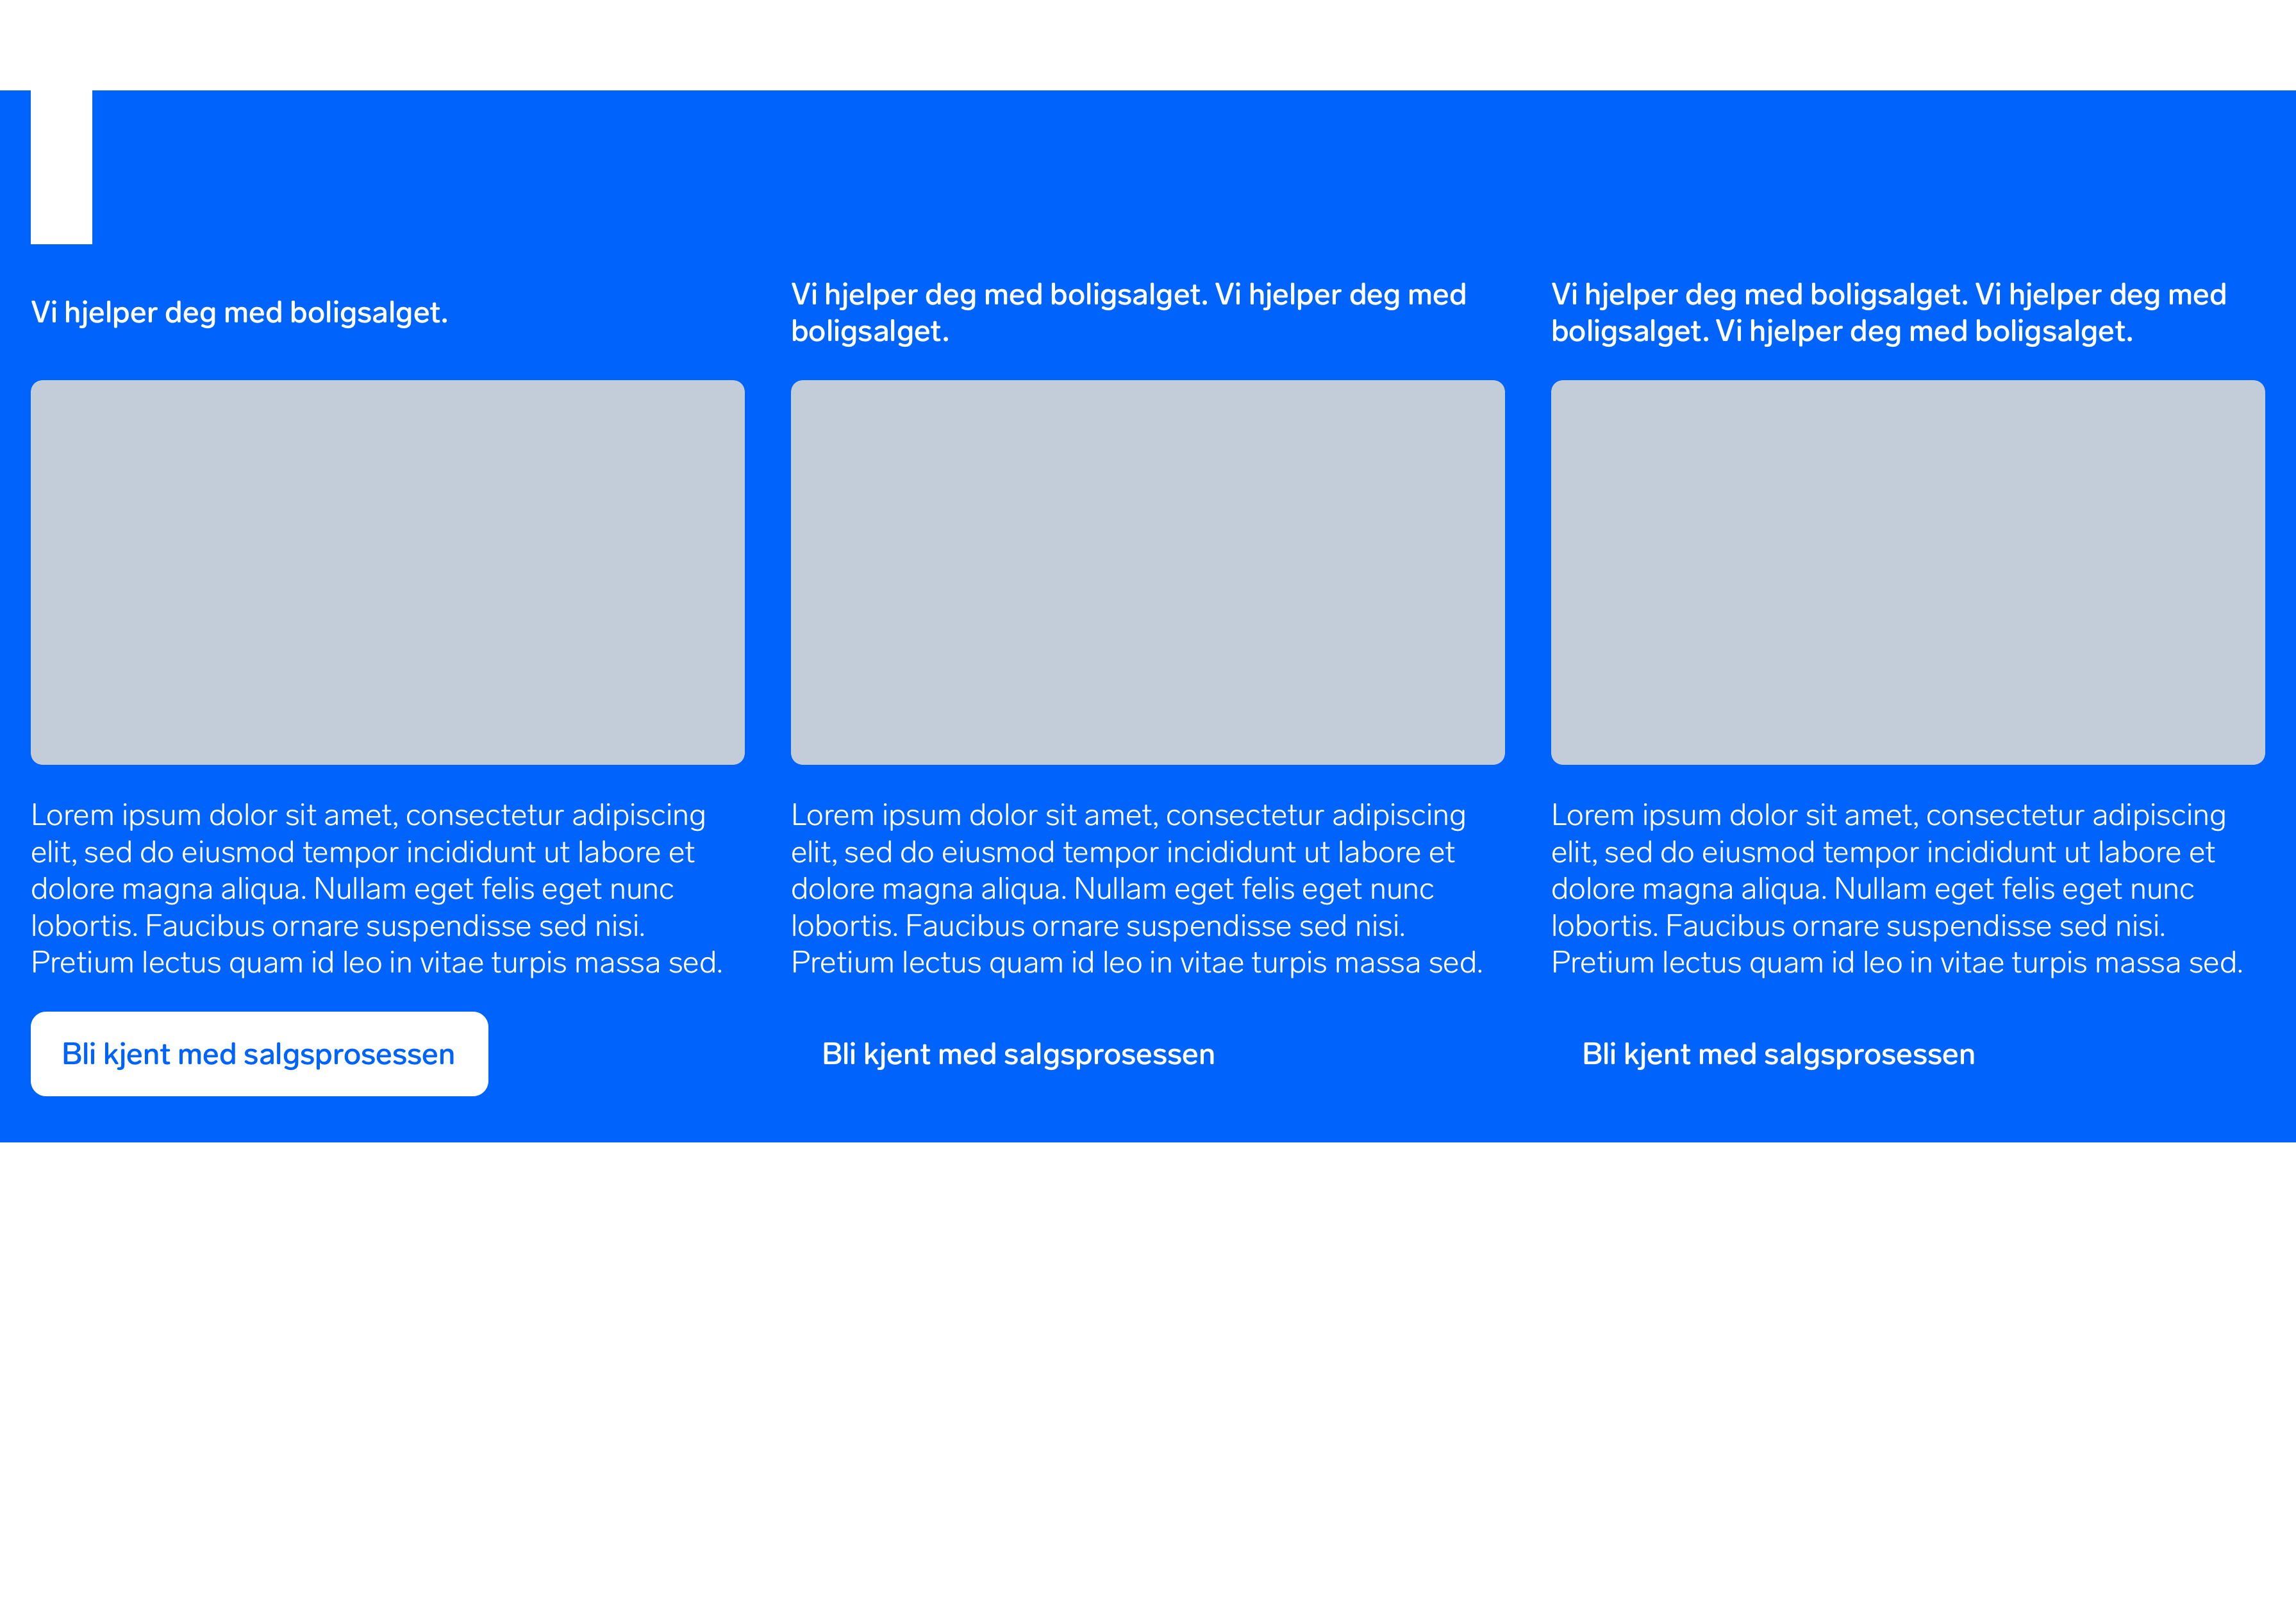 Vi hjelper deg med boligsalget.
Vi hjelper deg med boligsalget. Vi hjelper deg med
boligsalget.
Vi hjelper deg med boligsalget. Vi hjelper deg med
boligsalget. Vi hjelper deg med boligsalget.
Lorem ipsum dolor sit amet, consectetur adipiscing
elit, sed do eiusmod tempor incididunt ut labore et
dolore magna aliqua. Nullam eget felis eget nunc
lobortis. Faucibus ornare suspendisse sed nisi.
Pretium lectus quam id leo in vitae turpis massa sed.
Lorem ipsum dolor sit amet, consectetur adipiscing
elit, sed do eiusmod tempor incididunt ut labore et
dolore magna aliqua. Nullam eget felis eget nunc
lobortis. Faucibus ornare suspendisse sed nisi.
Pretium lectus quam id leo in vitae turpis massa sed.
Lorem ipsum dolor sit amet, consectetur adipiscing
elit, sed do eiusmod tempor incididunt ut labore et
dolore magna aliqua. Nullam eget felis eget nunc
lobortis. Faucibus ornare suspendisse sed nisi.
Pretium lectus quam id leo in vitae turpis massa sed.
Bli kjent med salgsprosessen
Bli kjent med salgsprosessen
Bli kjent med salgsprosessen